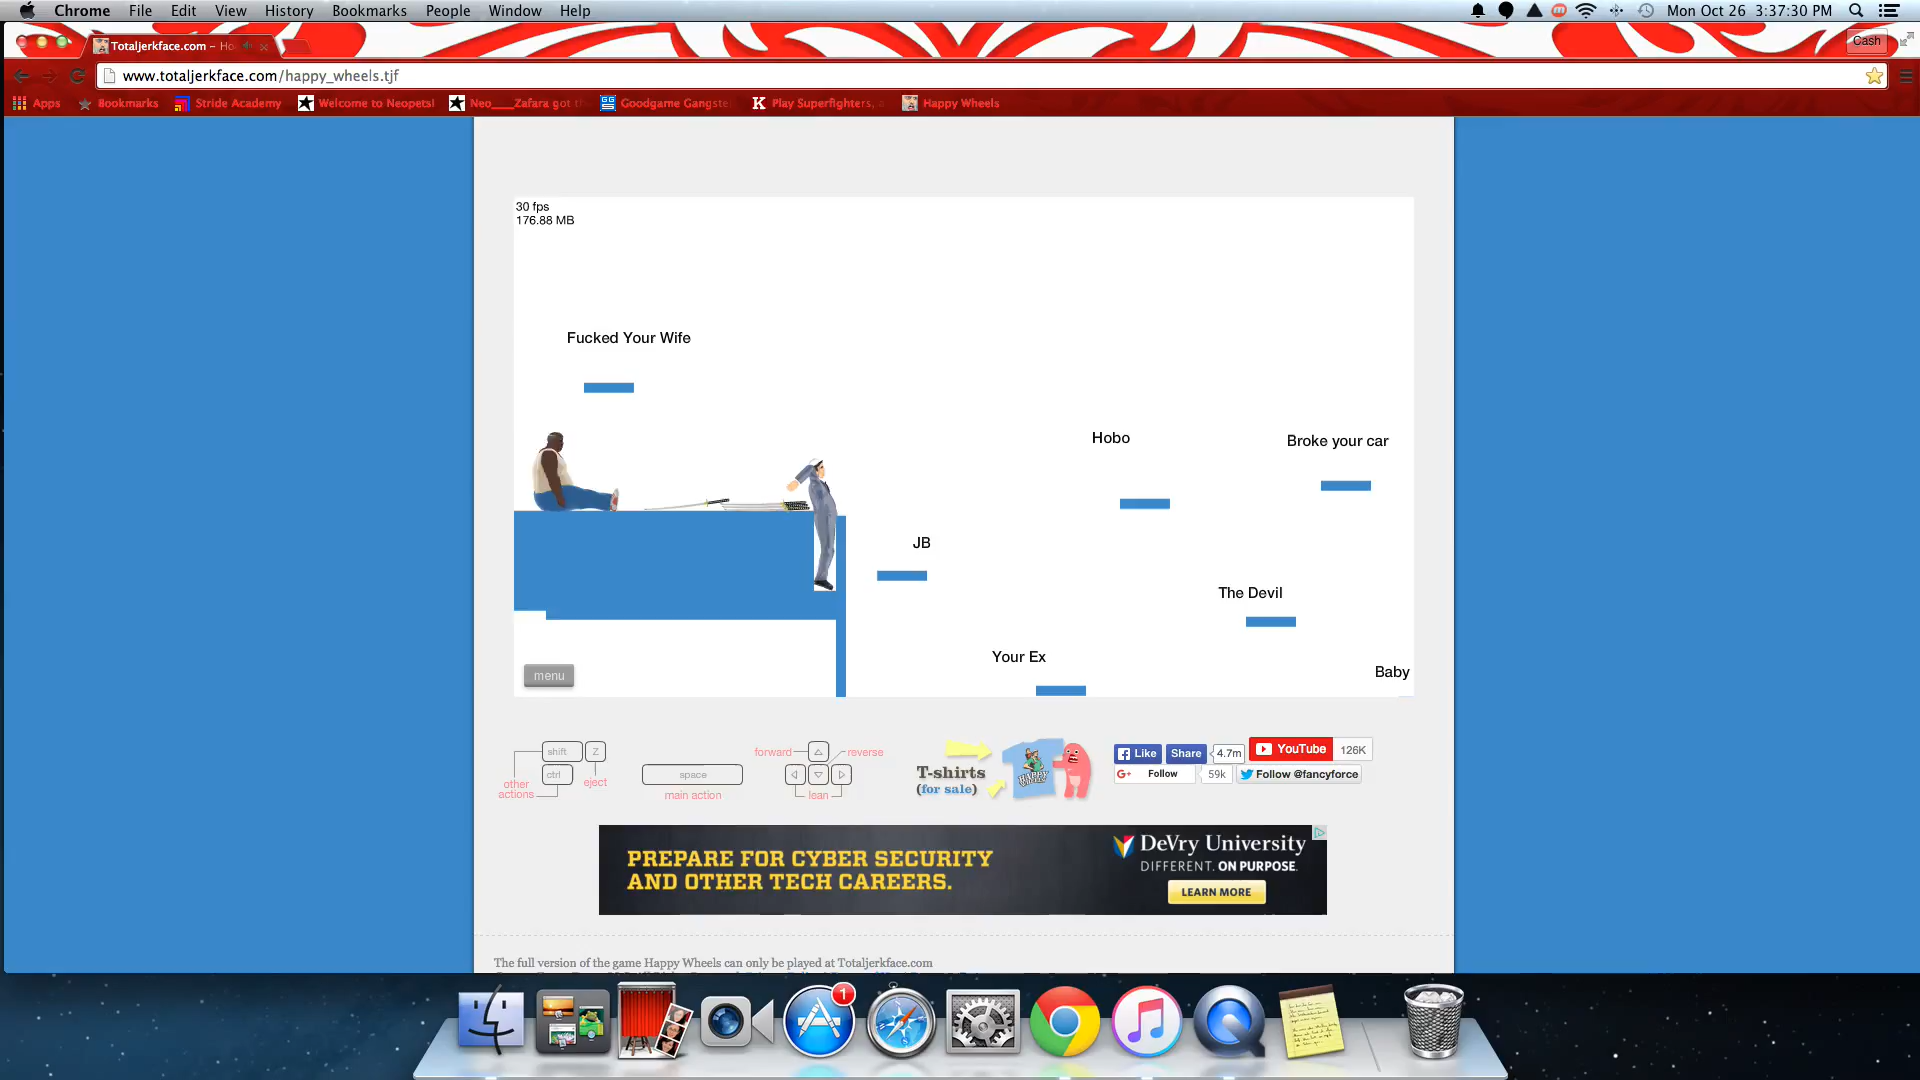 Chrome File Edit View History Bookmarks People Window Help
Mon Oct 26 3:37:30 PM
Totaljerkface.com – Ho
Cash
www.totaljerkface.com/happy_wheels.tjf
Apps Bookmarks Stride Academy Welcome to Neopets! Neo___Zafara got th Goodgame Gangste Play Superfighters, a Happy Wheels
30 fps
176.88 MB
Fucked Your Wife
Hobo
Broke your car
JB
The Devil
Your Ex
Baby
menu
shift Z
ctrl
other
actions
eject
space
main action
forward
reverse
lean
T-shirts
(for sale)
Like Share 4.7m YouTube 126K
Follow 59k Follow @fancyforce
PREPARE FOR CYBER SECURITY
AND OTHER TECH CAREERS.
DeVry University
DIFFERENT. ON PURPOSE.
LEARN MORE
The full version of the game Happy Wheels can only be played at Totaljerkface.com
1